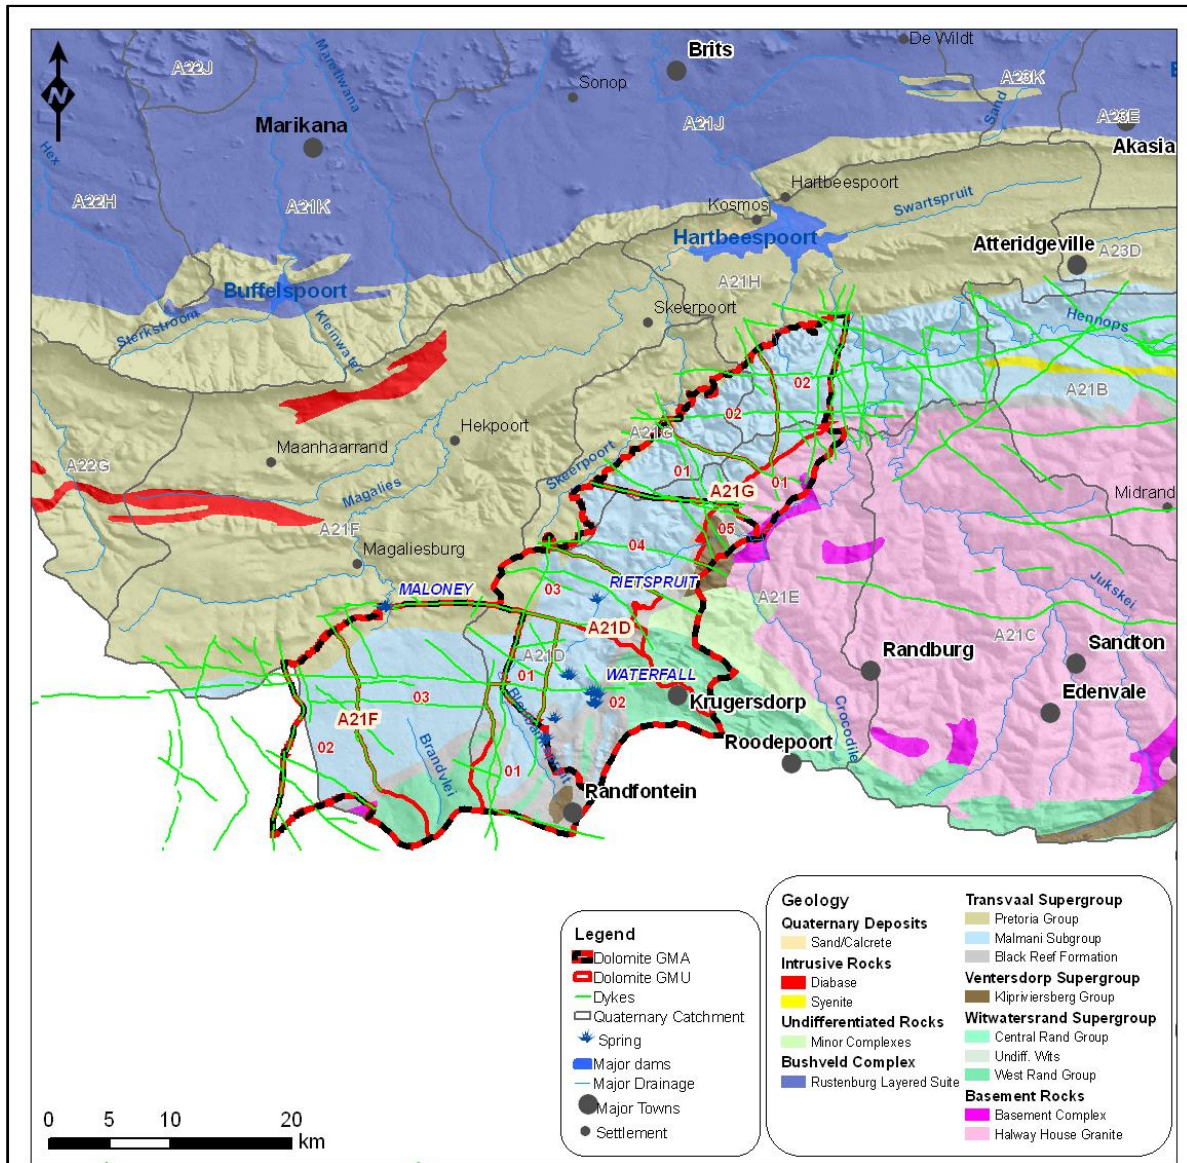 De Wildt
Brits
A22J
Marellwana
A23K
Sonop
Sand
A21J
A23E
Marikana
Akasia
Hex
A22H
A21K
Hartbeespoort
Swartspruit
Kosmos
Hartbeespoort
Atteridgeville
A23D
Buffelspoort
A21H
Skeerpoort
Sterkstroom
Kleinwater
Hennops
02
A21B
02
Hekpoort
A21G
Maanhaarrand
A22G
Skeerpoort
01
01
A21G
Magalies
Midrand
A21F
05
Magaliesburg
04
MALONEY
03
RIETSPRUIT
Jukskei
A21E
A21D
A21C
A21D
Sandton
01
WATERFALL
Randburg
03
02
Krugersdorp
Edenvale
A21F
Crocodile
02
Roodepoort
Brandvlei
01
Randfontein
Legend
Dolomite GMA
Dolomite GMU
Dykes
Quaternary Catchment
Spring
Major dams
Major Drainage
Major Towns
Settlement
Geology
Quaternary Deposits
Sand/Calcrete
Intrusive Rocks
Diabase
Syenite
Undifferentiated Rocks
Minor Complexes
Bushveld Complex
Rustenburg Layered Suite
Transvaal Supergroup
Pretoria Group
Malmani Subgroup
Black Reef Formation
Ventersdorp Supergroup
Klipriviersberg Group
Witwatersrand Supergroup
Central Rand Group
Undiff. Wits
West Rand Group
Basement Rocks
Basement Complex
Halway House Granite
0 5 10 20
km
N